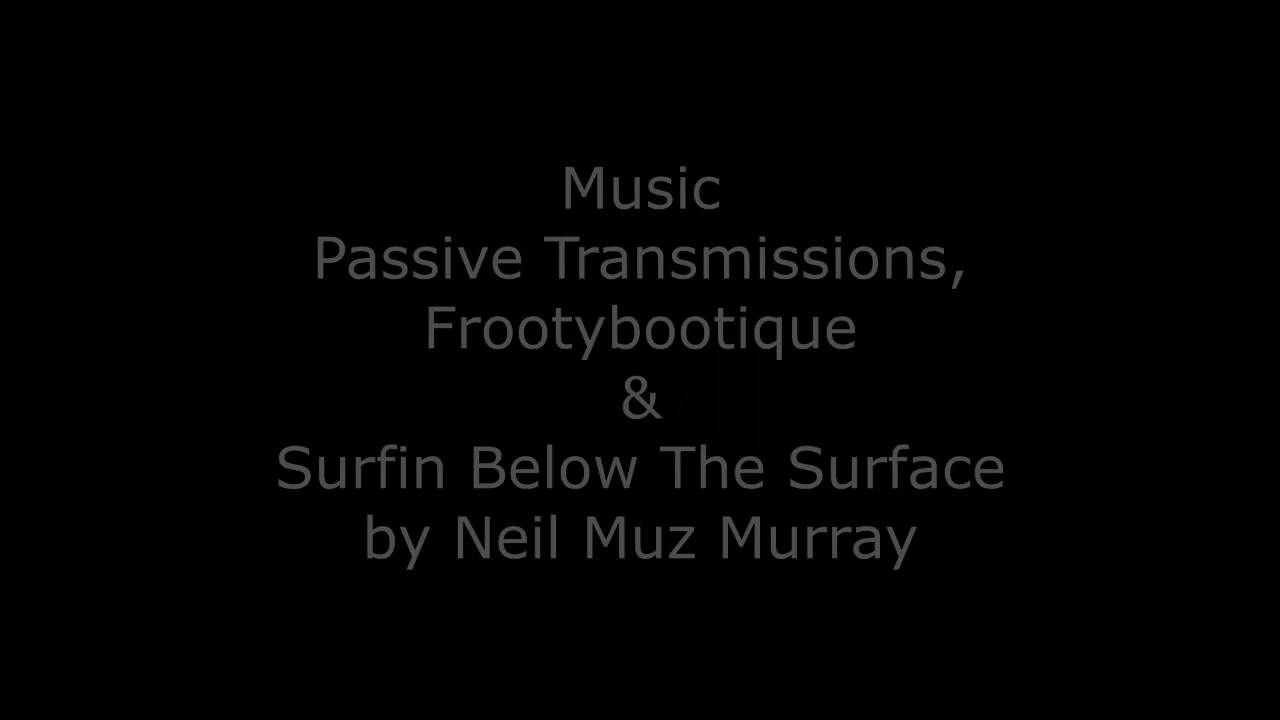 Music
Passive Transmissions,
Frootybootique
&
Surfin Below The Surface
by Neil Muz Murray